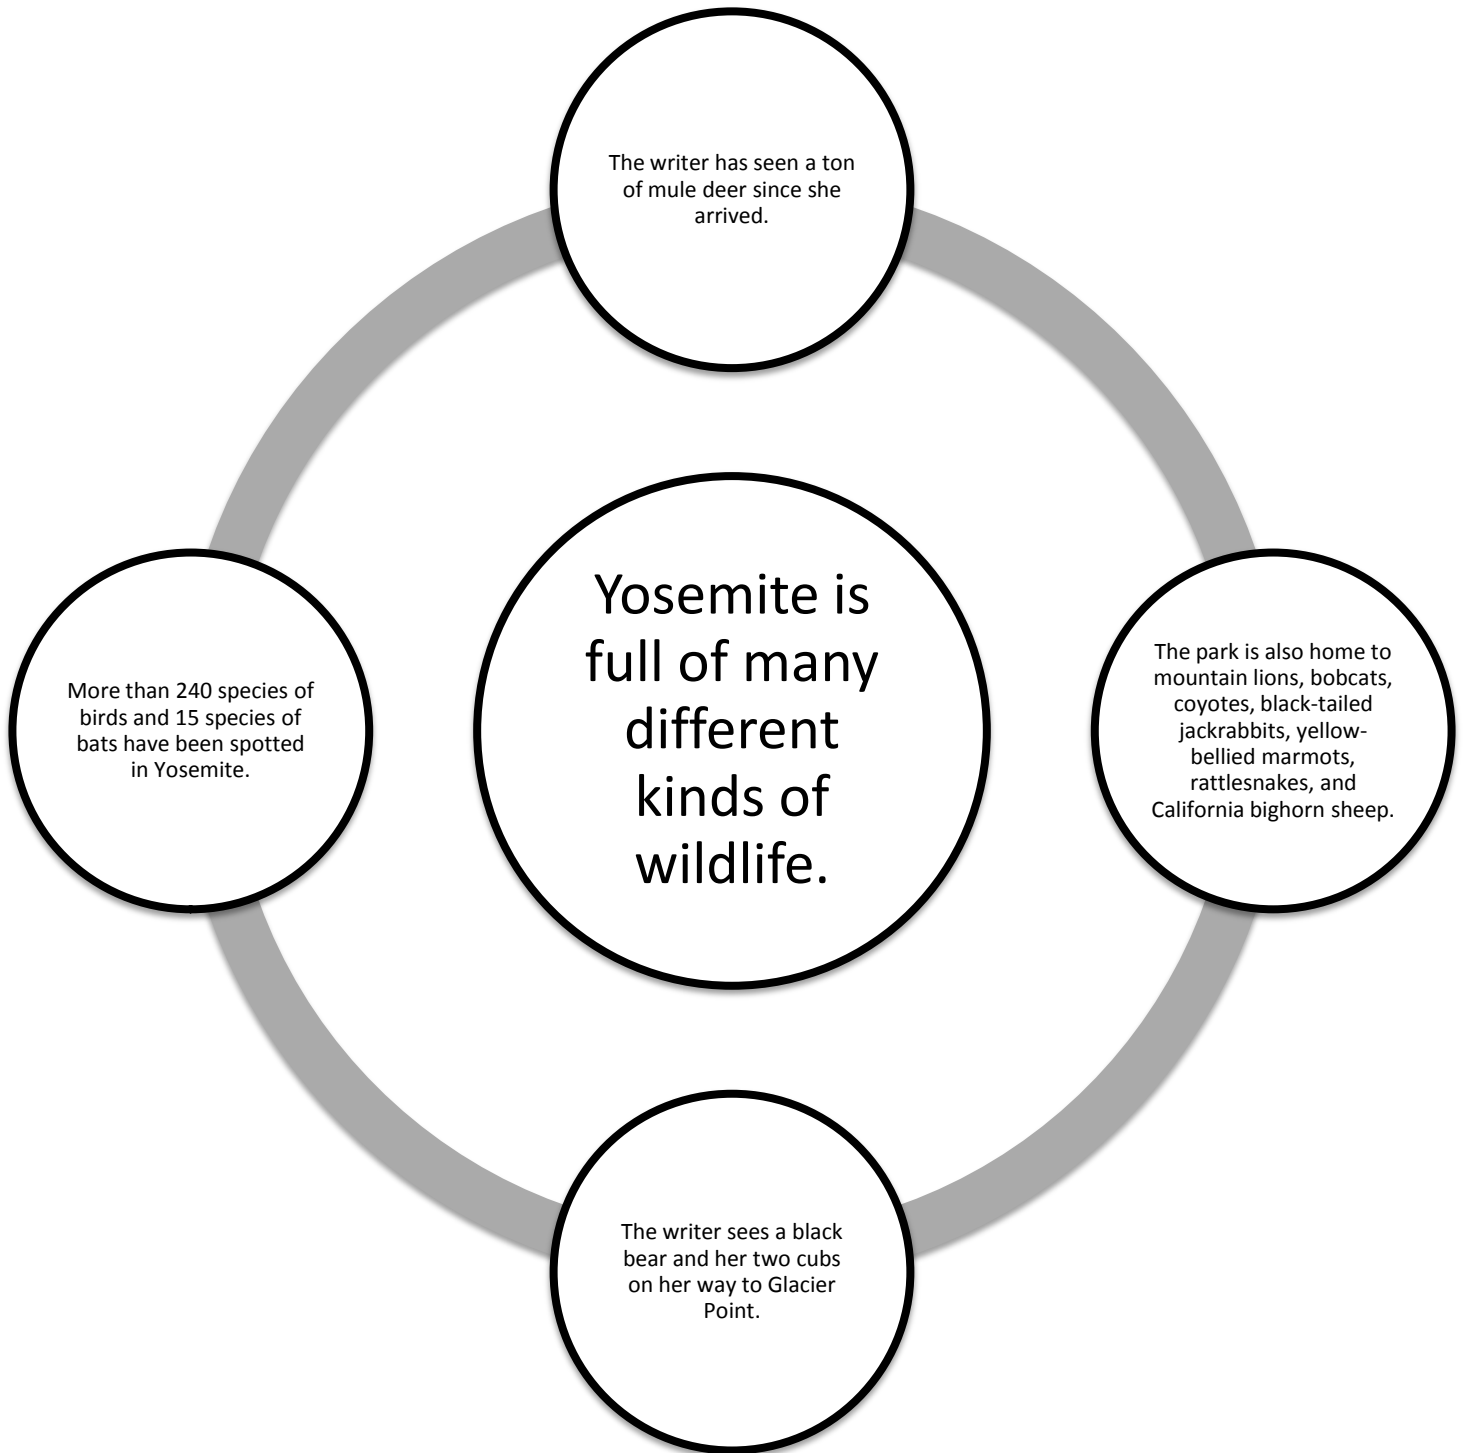 The writer has seen a ton
of mule deer since she
arrived.
More than 240 species of
birds and 15 species of
bats have been spotted
in Yosemite.
Yosemite is
full of many
different
kinds of
wildlife.
The park is also home to
mountain lions, bobcats,
coyotes, black-tailed
jackrabbits, yellow-
bellied marmots,
rattlesnakes, and
California bighorn sheep.
The writer sees a black
bear and her two cubs
on her way to Glacier
Point.